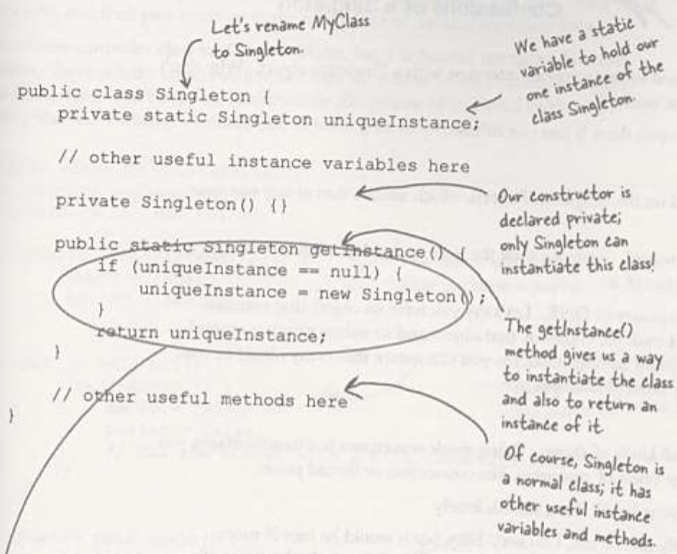 Let's rename MyClass
to Singleton.
We have a static
variable to hold our
one instance of the
class Singleton.
public class Singleton {
private static Singleton uniqueInstance;
// other useful instance variables here
private Singleton() {}
Our constructor is
declared private;
only Singleton can
instantiate this class!
public static Singleton getInstance() {
if (uniqueInstance == null) {
uniqueInstance = new Singleton();
}
return uniqueInstance;
}
The getInstance()
method gives us a way
to instantiate the class
and also to return an
instance of it.
// other useful methods here
}
Of course, Singleton is
a normal class; it has
other useful instance
variables and methods.